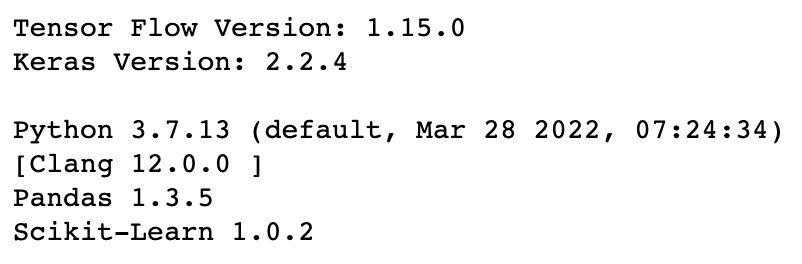 Tensor Flow Version: 1.15.0
Keras Version: 2.2.4
Python 3.7.13 (default, Mar 28 2022, 07:24:34)
[Clang 12.0.0 ]
Pandas 1.3.5
Scikit-Learn 1.0.2